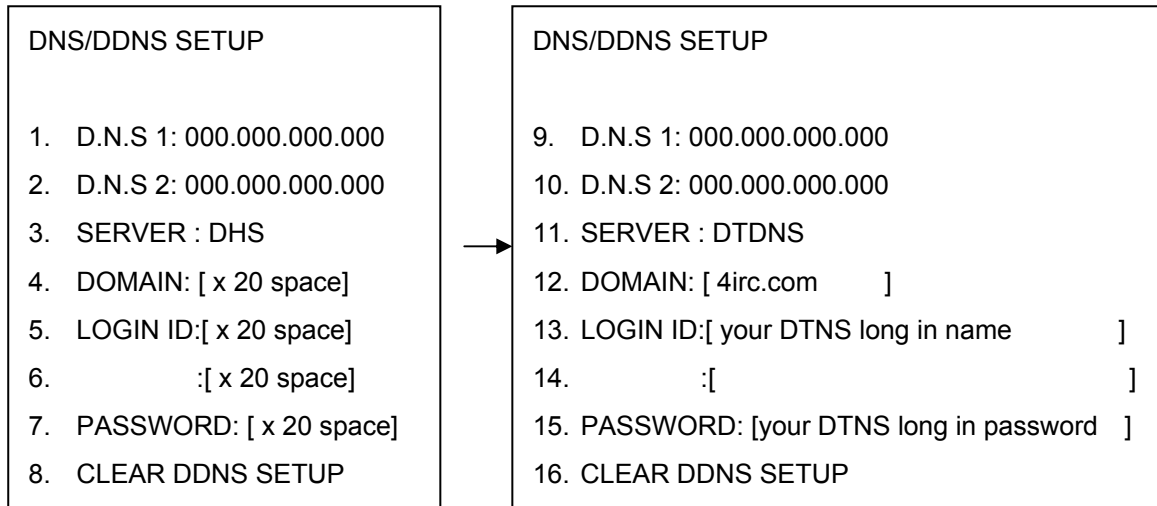 DNS/DDNS SETUP
1. D.N.S 1: 000.000.000.000
2. D.N.S 2: 000.000.000.000
3. SERVER : DHS
4. DOMAIN: [ x 20 space]
5. LOGIN ID:[ x 20 space]
6. :[ x 20 space]
7. PASSWORD: [ x 20 space]
8. CLEAR DDNS SETUP
DNS/DDNS SETUP
9. D.N.S 1: 000.000.000.000
10. D.N.S 2: 000.000.000.000
11. SERVER : DTDNS
12. DOMAIN: [ 4irc.com ]
13. LOGIN ID:[ your DTNS long in name ]
14. :[ ]
15. PASSWORD: [your DTNS long in password ]
16. CLEAR DDNS SETUP